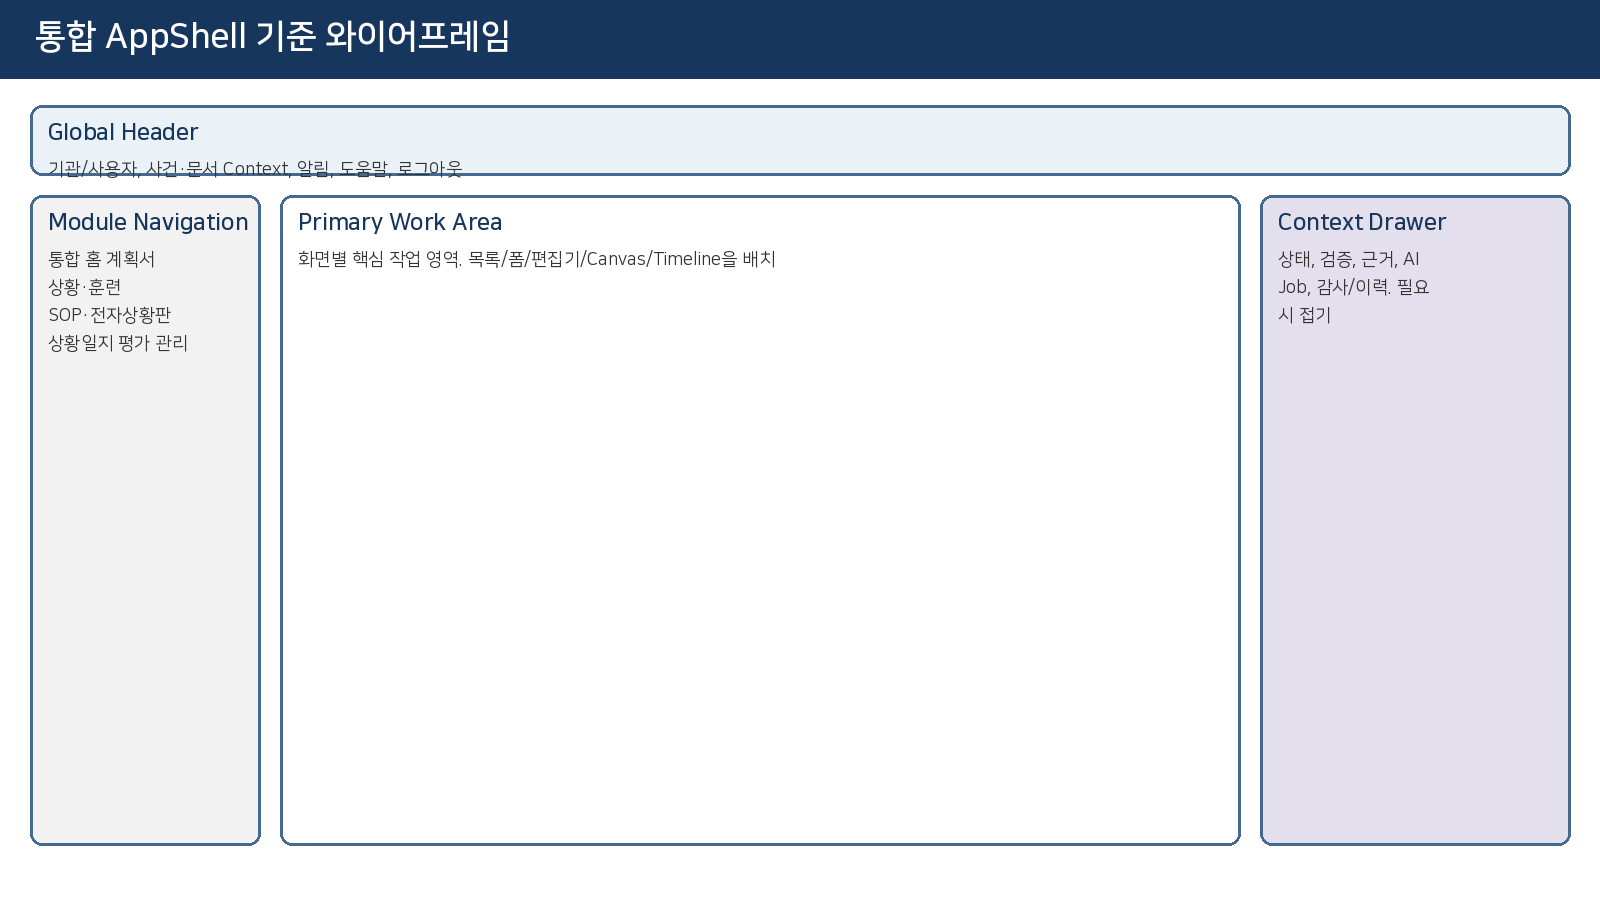 통합 AppShell 기준 와이어프레임
Global Header
기관/사용자, 사건·문서 Context, 알림, 도움말, 로그아웃
Module Navigation
통합 홈 계획서
상황·훈련
SOP·전자상황판
상황일지 평가 관리
Primary Work Area
화면별 핵심 작업 영역. 목록/폼/편집기/Canvas/Timeline을 배치
Context Drawer
상태, 검증, 근거, AI
Job, 감사/이력. 필요
시 접기